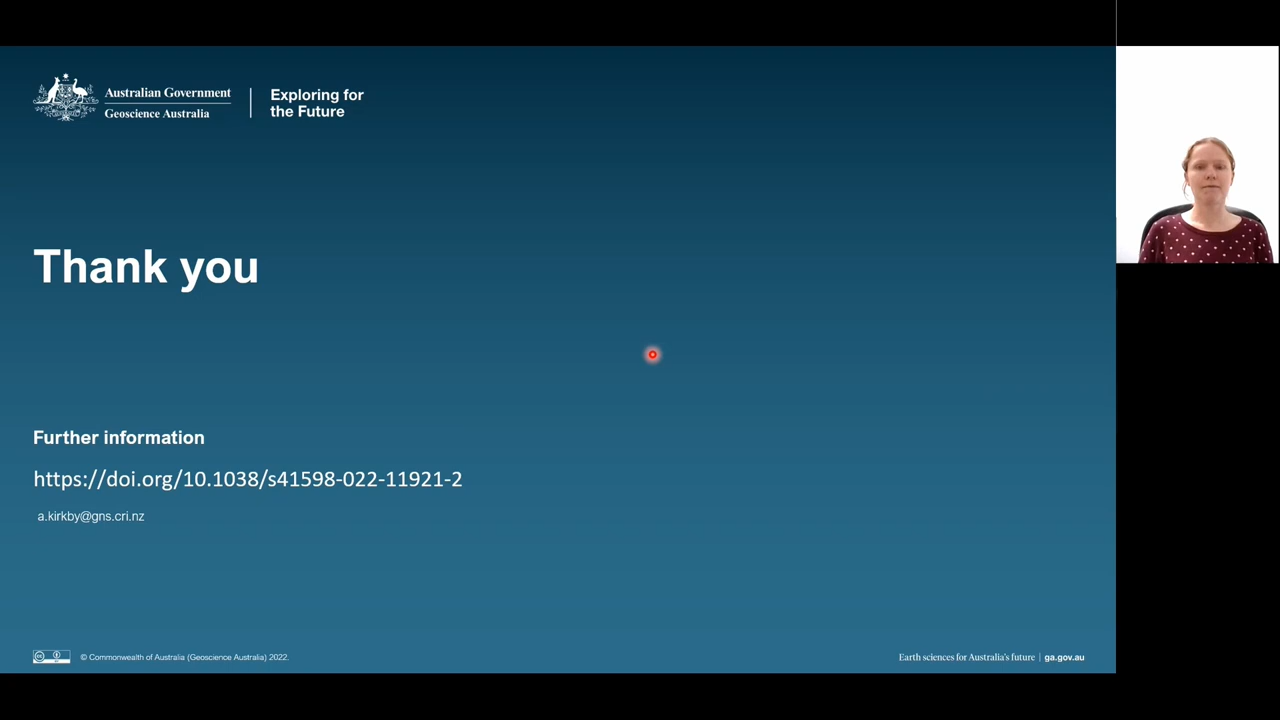 Australian Government
Geoscience Australia
Exploring for
the Future
Thank you
Further information
https://doi.org/10.1038/s41598-022-11921-2
a.kirkby@gns.cri.nz
© Commonwealth of Australia (Geoscience Australia) 2022.
Earth sciences for Australia's future | ga.gov.au